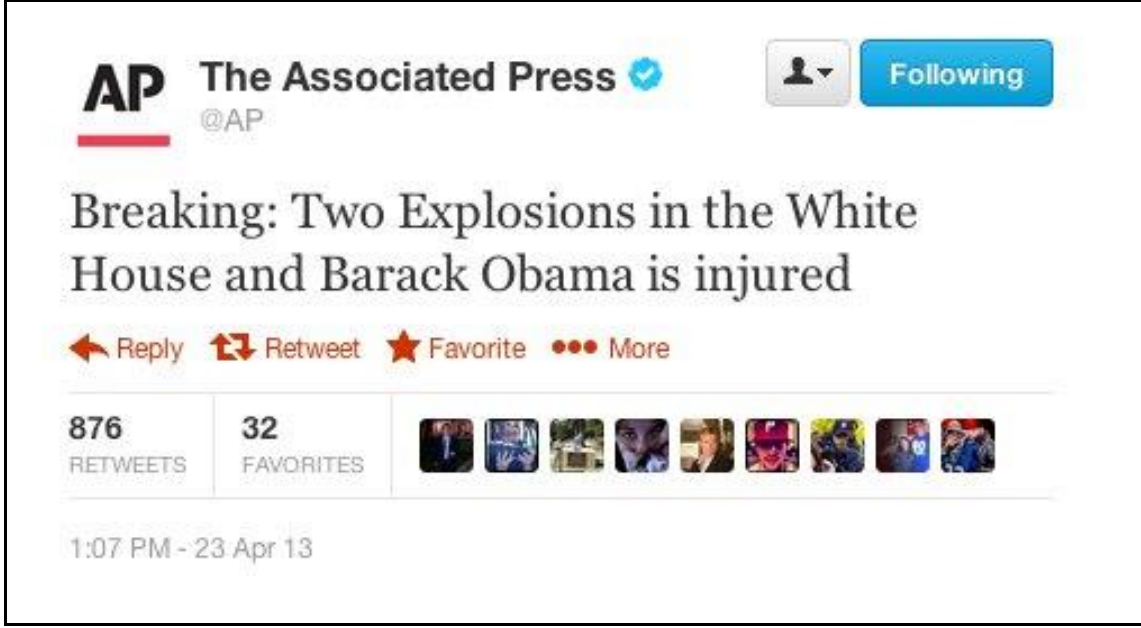 AP The Associated Press
@AP
Following
Breaking: Two Explosions in the White
House and Barack Obama is injured
Reply Retweet Favorite More
876 32
RETWEETS FAVORITES
1:07 PM - 23 Apr 13